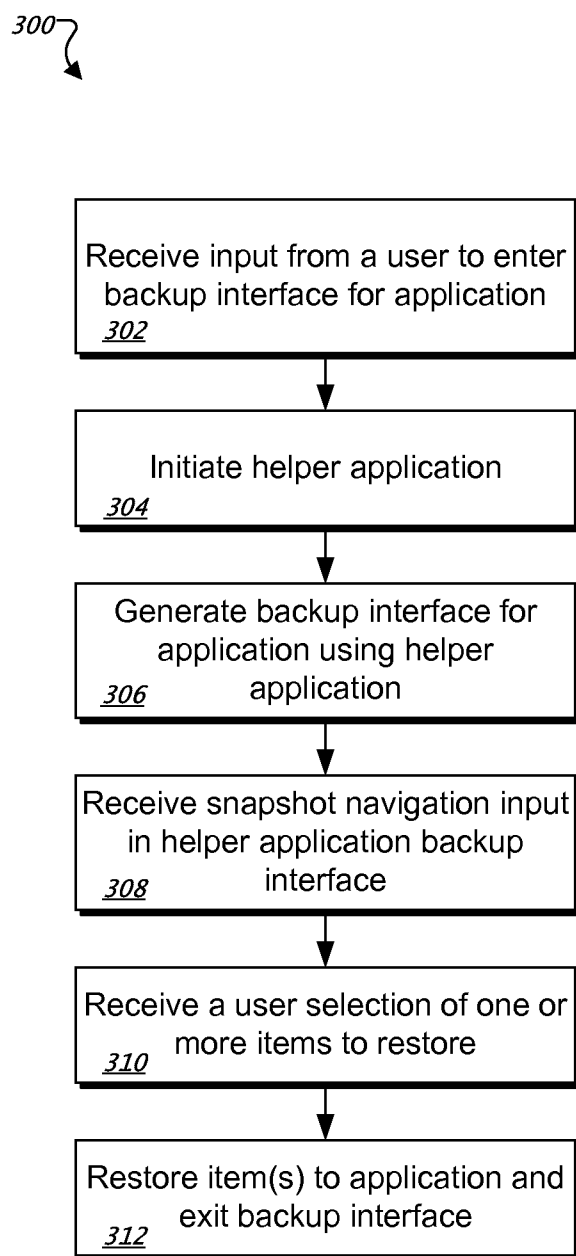 300
Receive input from a user to enter
backup interface for application
302
Initiate helper application
304
Generate backup interface for
application using helper
application
306
Receive snapshot navigation input
in helper application backup
interface
308
Receive a user selection of one or
more items to restore
310
Restore item(s) to application and
exit backup interface
312